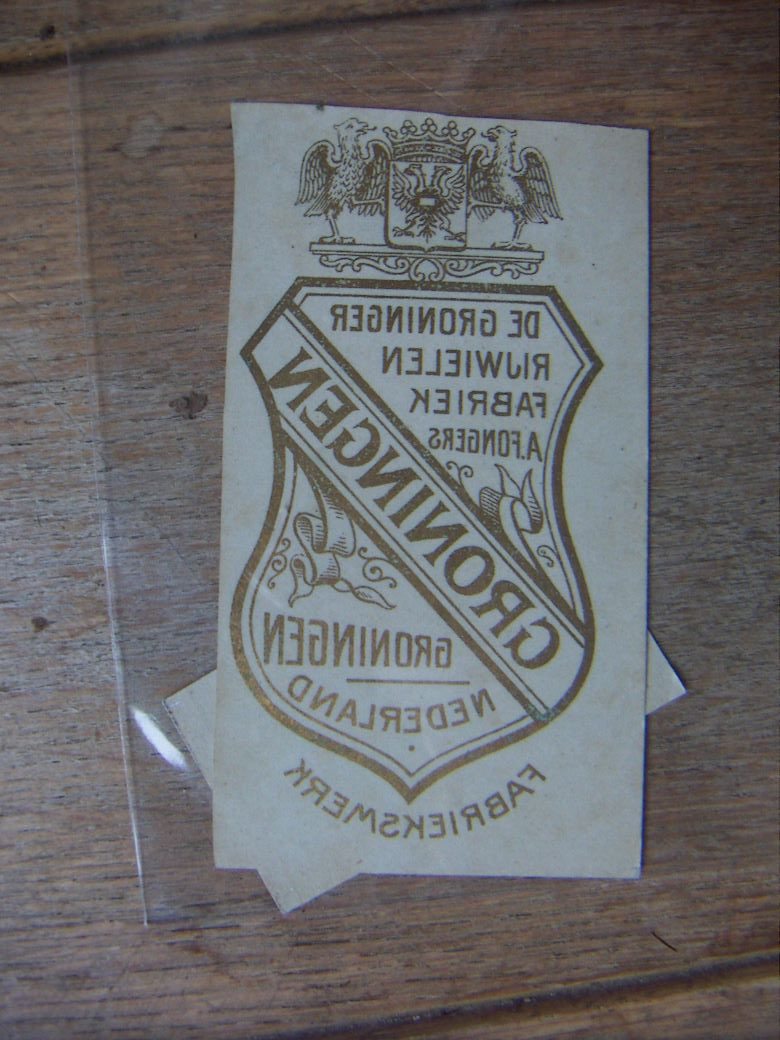 DE GRONINGER
RIJWIELEN
FABRIEK
A.FONGERS
GRONINGEN
GRONINGEN
NEDERLAND
FABRIEKSMERK